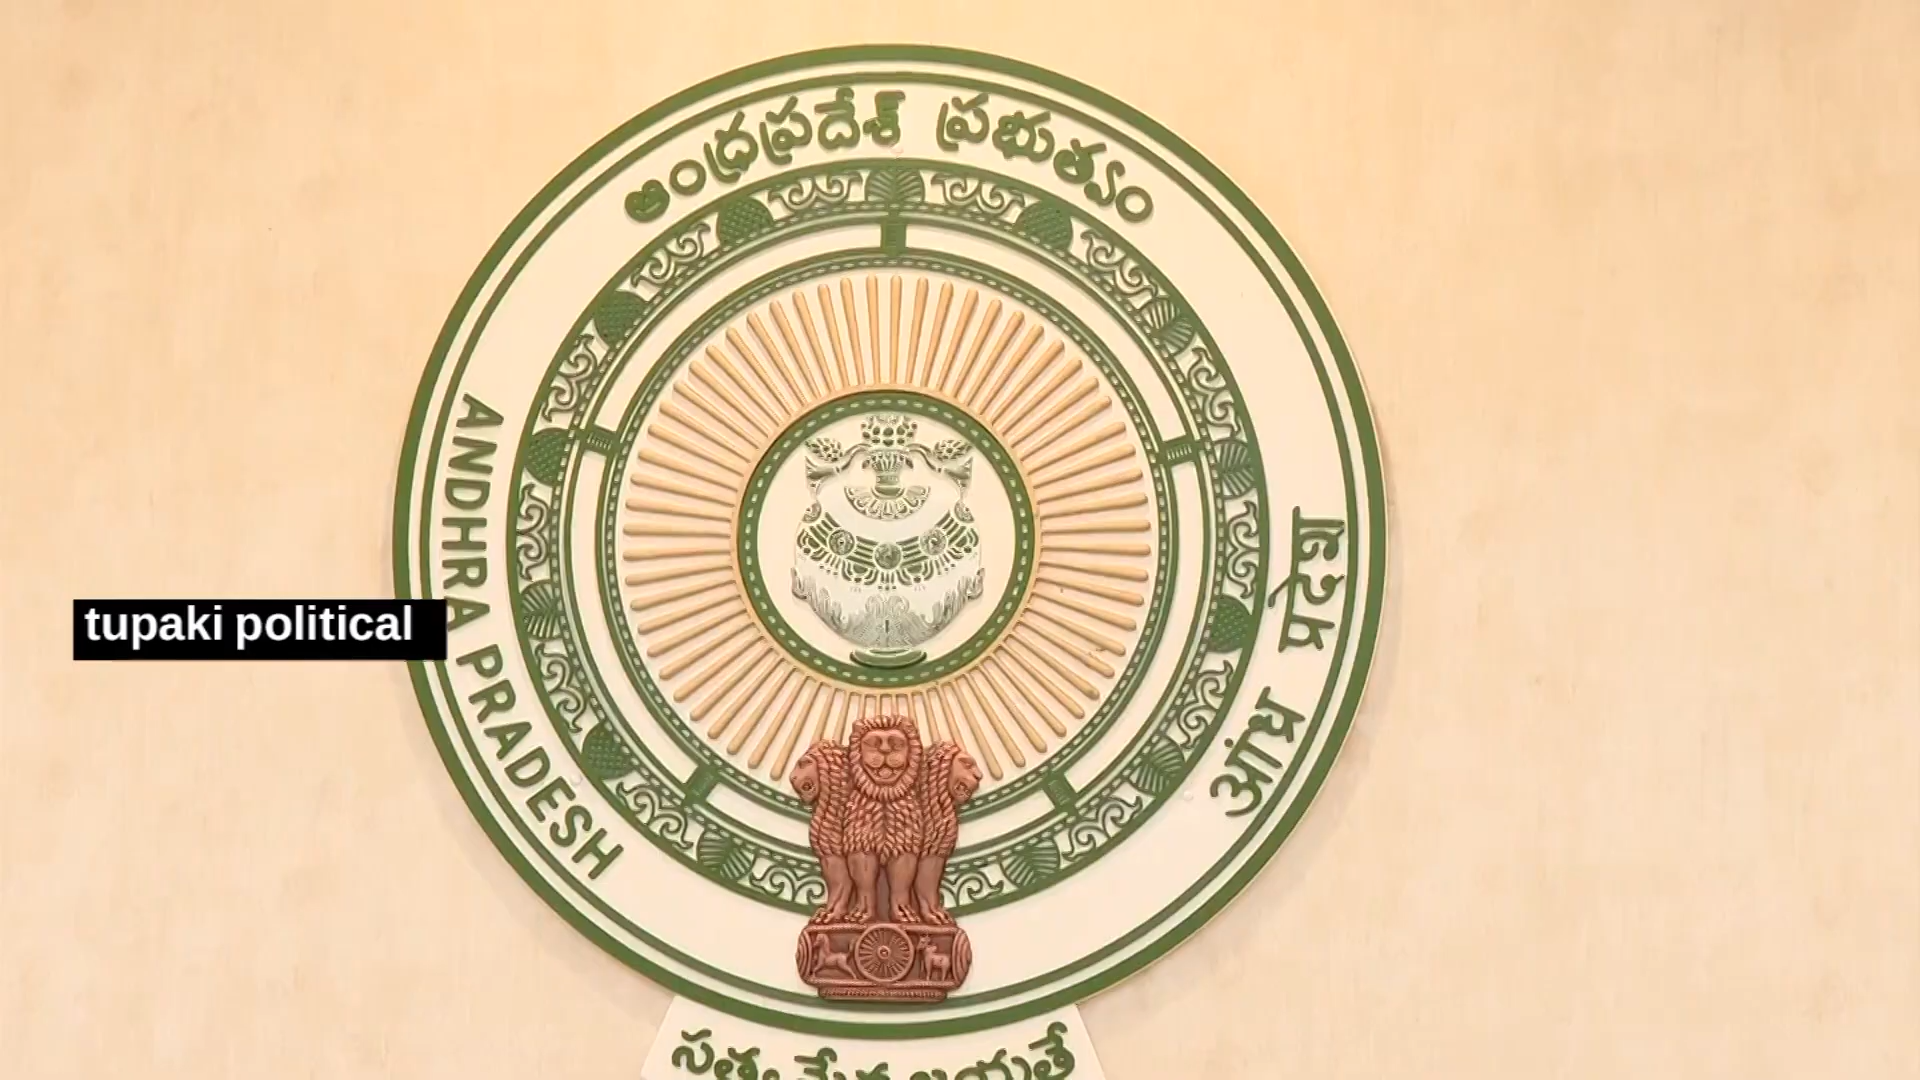 ఆంధ్రప్రదేశ్ ప్రభుత్వం
ANDHRA PRADESH
आंध्र प्रदेश
tupaki political
సత్యమేవ జయతే